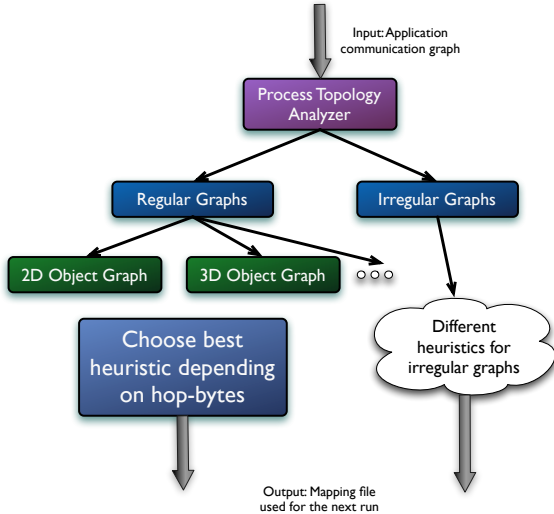 Input: Application
communication graph
Process Topology
Analyzer
Regular Graphs
Irregular Graphs
2D Object Graph
3D Object Graph
Choose best
heuristic depending
on hop-bytes
Different
heuristics for
irregular graphs
Output: Mapping file
used for the next run